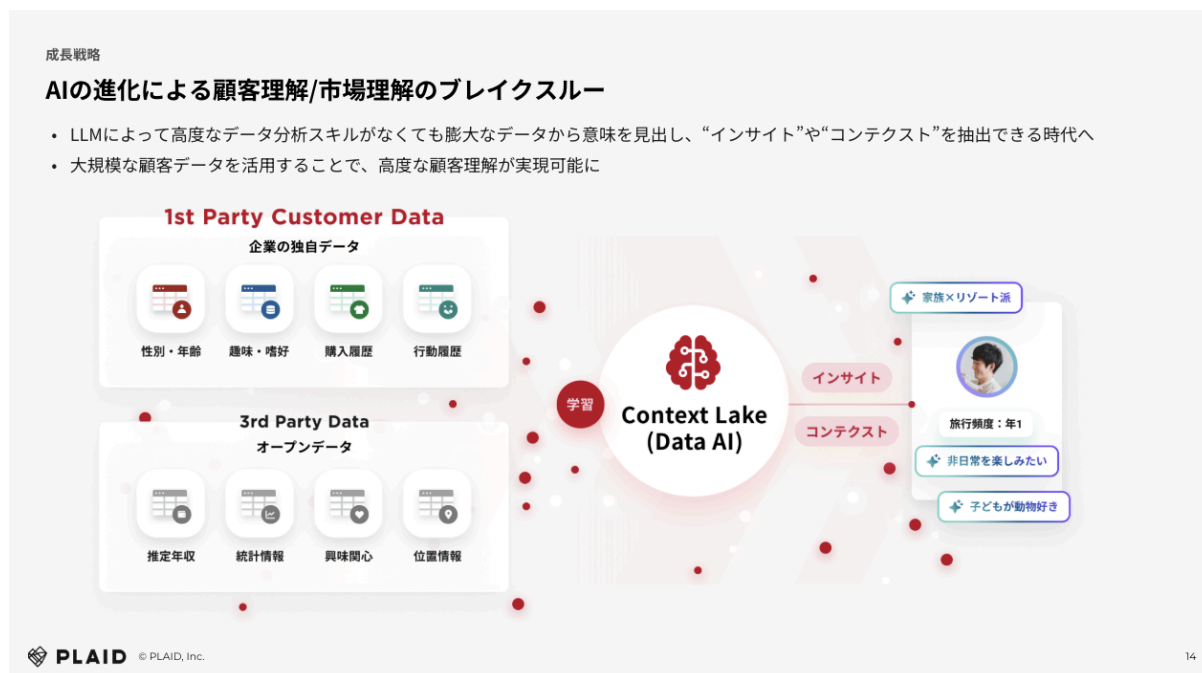 成長戦略
AIの進化による顧客理解/市場理解のブレイクスルー
• LLMによって高度なデータ分析スキルがなくても膨大なデータから意味を見出し、“インサイト”や“コンテクスト”を抽出できる時代へ
• 大規模な顧客データを活用することで、高度な顧客理解が実現可能に
1st Party Customer Data
企業の独自データ
性別・年齢
趣味・嗜好
購入履歴
行動履歴
3rd Party Data
オープンデータ
推定年収
統計情報
興味関心
位置情報
学習
Context Lake
(Data AI)
インサイト
コンテクスト
家族×リゾート派
旅行頻度：年1
非日常を楽しみたい
子どもが動物好き
PLAID
© PLAID, Inc.
14